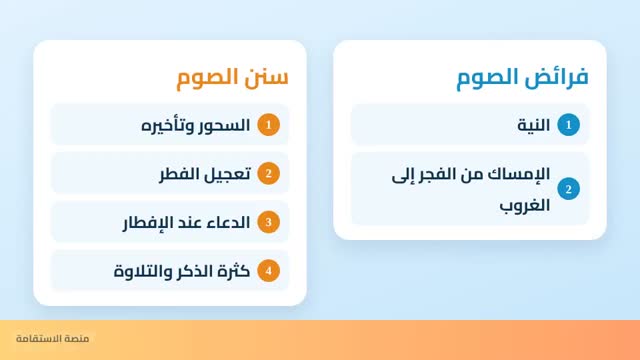 فرائض الصوم
1 النية
2 الإمساك من الفجر إلى
الغروب
سنن الصوم
1 السحور وتأخيره
2 تعجيل الفطر
3 الدعاء عند الإفطار
4 كثرة الذكر والتلاوة
منصة الاستقامة